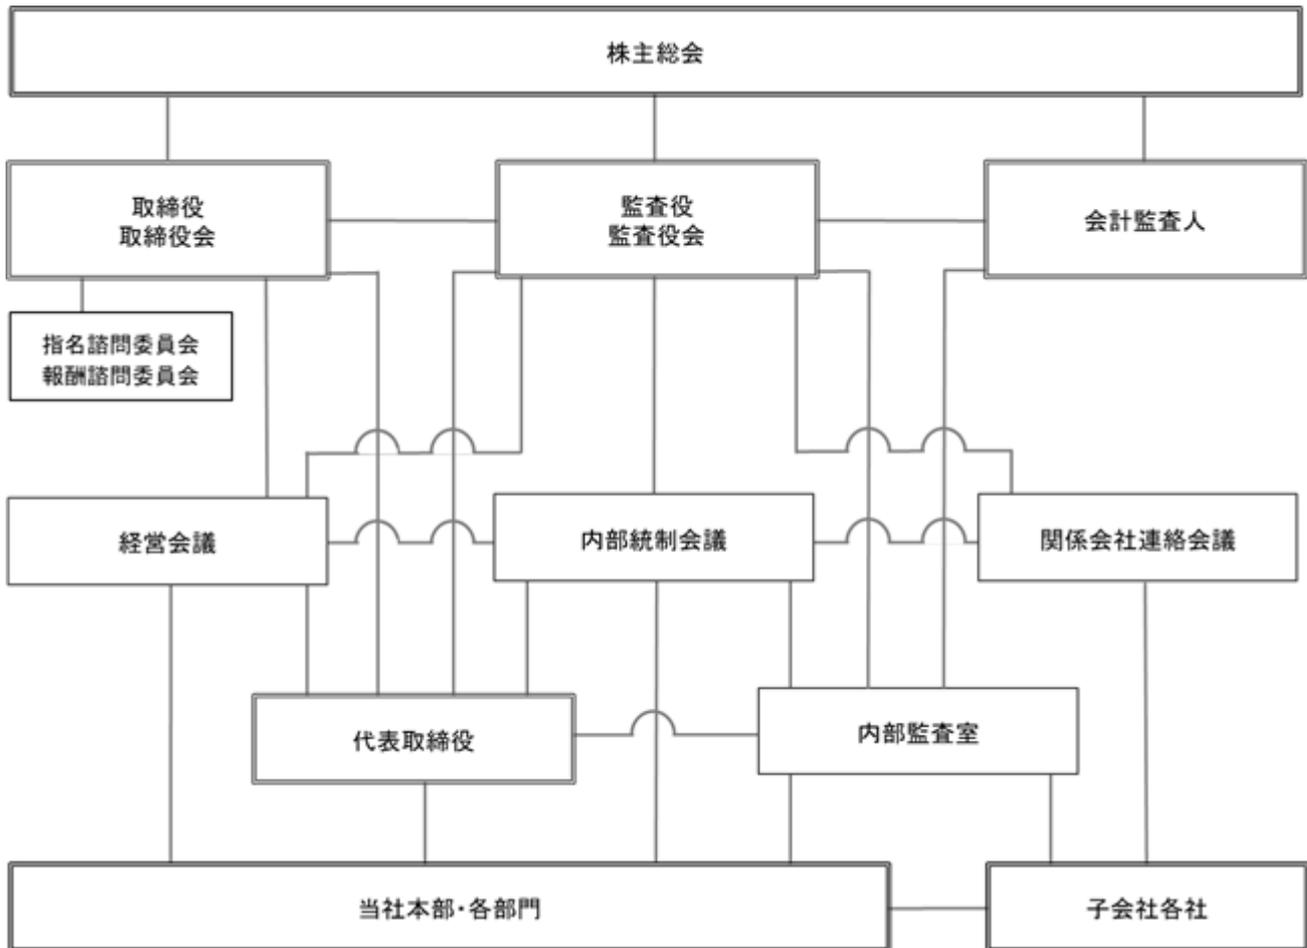 株主総会
取締役
取締役会
監査役
監査役会
会計監査人
指名諮問委員会
報酬諮問委員会
経営会議
内部統制会議
関係会社連絡会議
代表取締役
内部監査室
当社本部・各部門
子会社各社